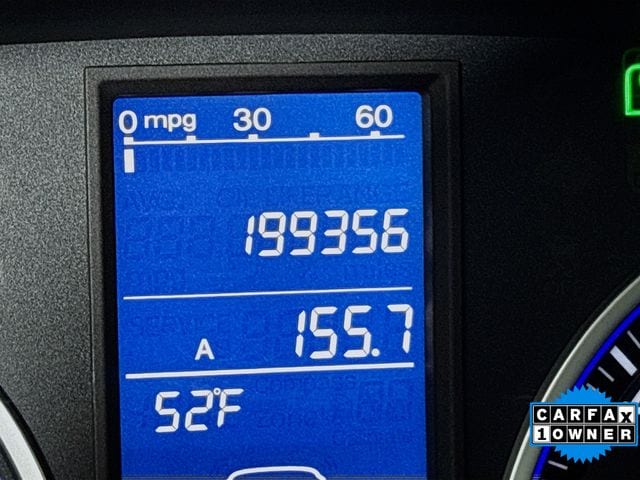 0 mpg 30 60
199356
A 155.7
52°F
CARFAX
1 OWNER